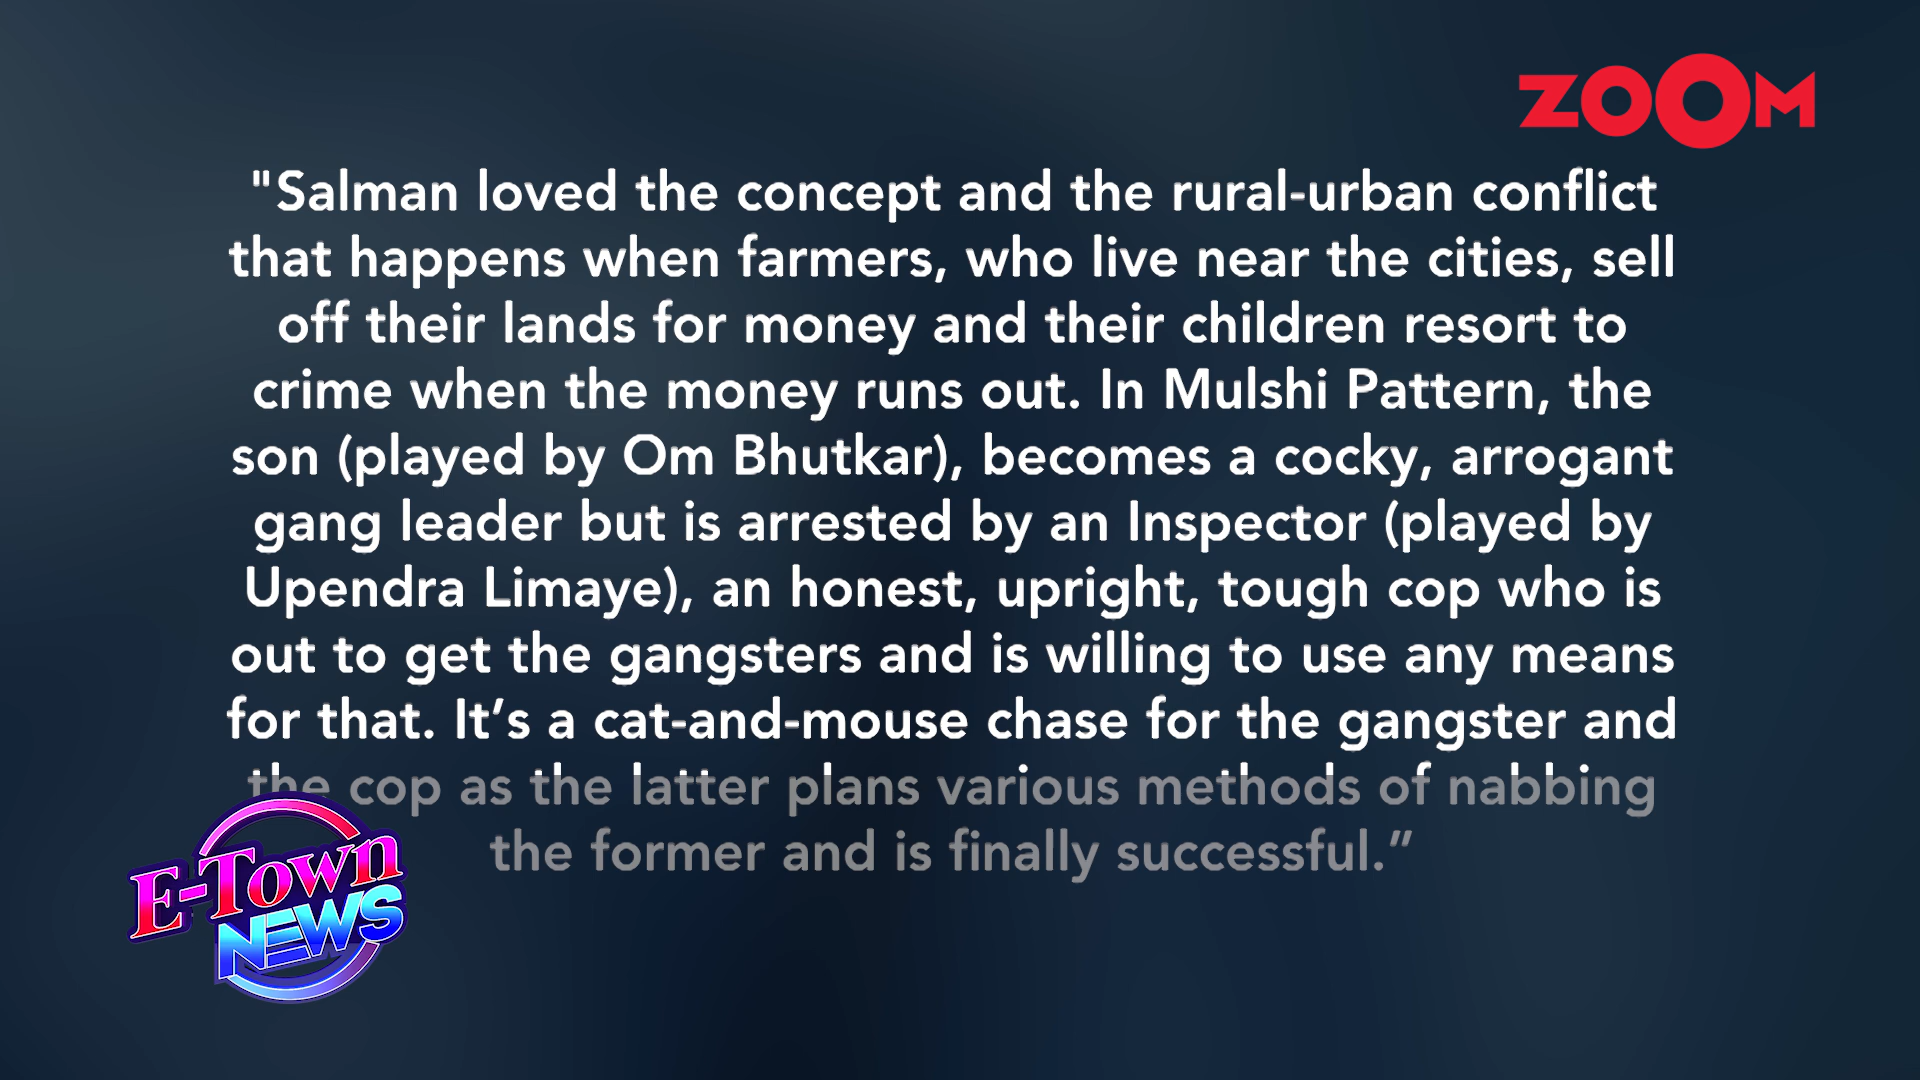 ZOOM
"Salman loved the concept and the rural-urban conflict
that happens when farmers, who live near the cities, sell
off their lands for money and their children resort to
crime when the money runs out. In Mulshi Pattern, the
son (played by Om Bhutkar), becomes a cocky, arrogant
gang leader but is arrested by an Inspector (played by
Upendra Limaye), an honest, upright, tough cop who is
out to get the gangsters and is willing to use any means
for that. It’s a cat-and-mouse chase for the gangster and
the cop as the latter plans various methods of nabbing
the former and is finally successful.”
E-Town
NEWS